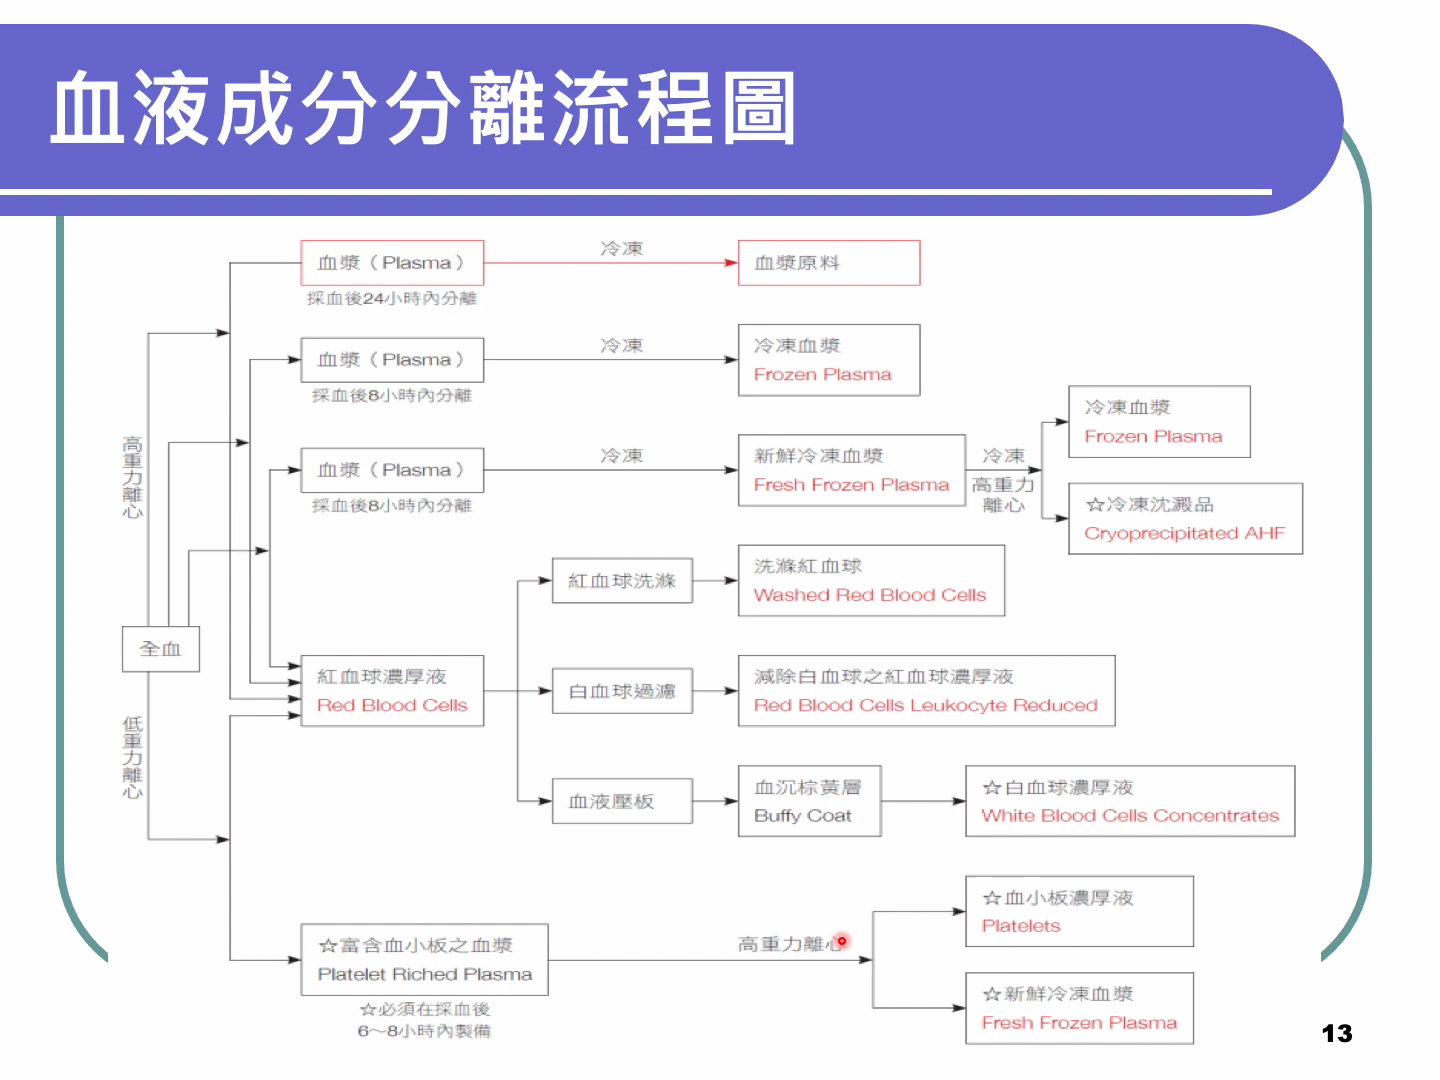 血液成分分離流程圖
血漿（Plasma）
採血後24小時內分離
冷凍
血漿原料
血漿（Plasma）
採血後8小時內分離
冷凍
冷凍血漿
Frozen Plasma
血漿（Plasma）
採血後8小時內分離
冷凍
新鮮冷凍血漿
Fresh Frozen Plasma
冷凍
高重力
離心
冷凍血漿
Frozen Plasma
☆冷凍沈澱品
Cryoprecipitated AHF
高重力離心
全血
低重力離心
紅血球濃厚液
Red Blood Cells
紅血球洗滌
洗滌紅血球
Washed Red Blood Cells
白血球過濾
減除白血球之紅血球濃厚液
Red Blood Cells Leukocyte Reduced
血液壓板
血沉棕黃層
Buffy Coat
☆白血球濃厚液
White Blood Cells Concentrates
☆富含血小板之血漿
Platelet Riched Plasma
☆必須在採血後
6～8小時內製備
高重力離心
☆血小板濃厚液
Platelets
☆新鮮冷凍血漿
Fresh Frozen Plasma
13